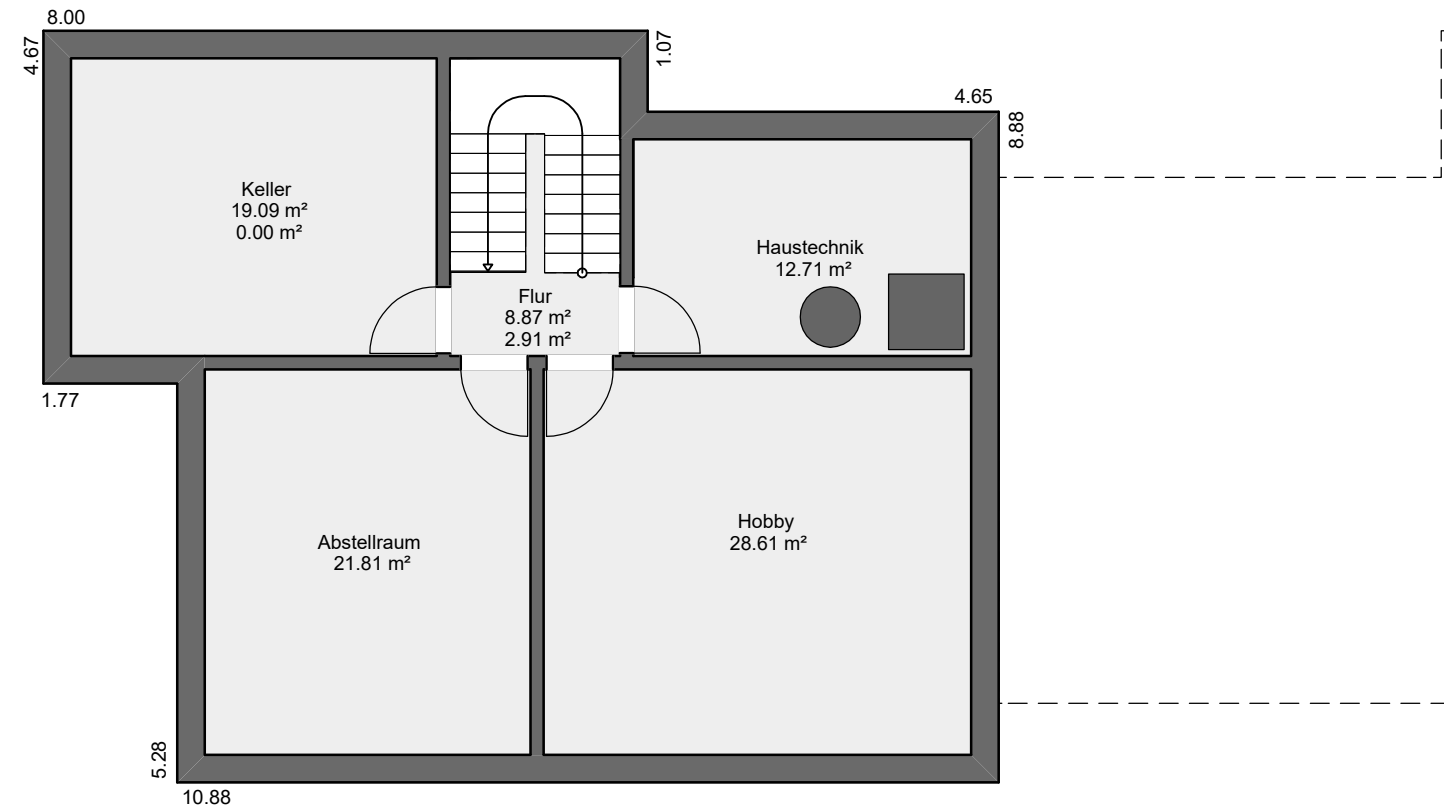 8.00
4.67
1.07
4.65
8.88
Keller
19.09 m²
0.00 m²
Haustechnik
12.71 m²
Flur
8.87 m²
2.91 m²
1.77
Abstellraum
21.81 m²
Hobby
28.61 m²
5.28
10.88